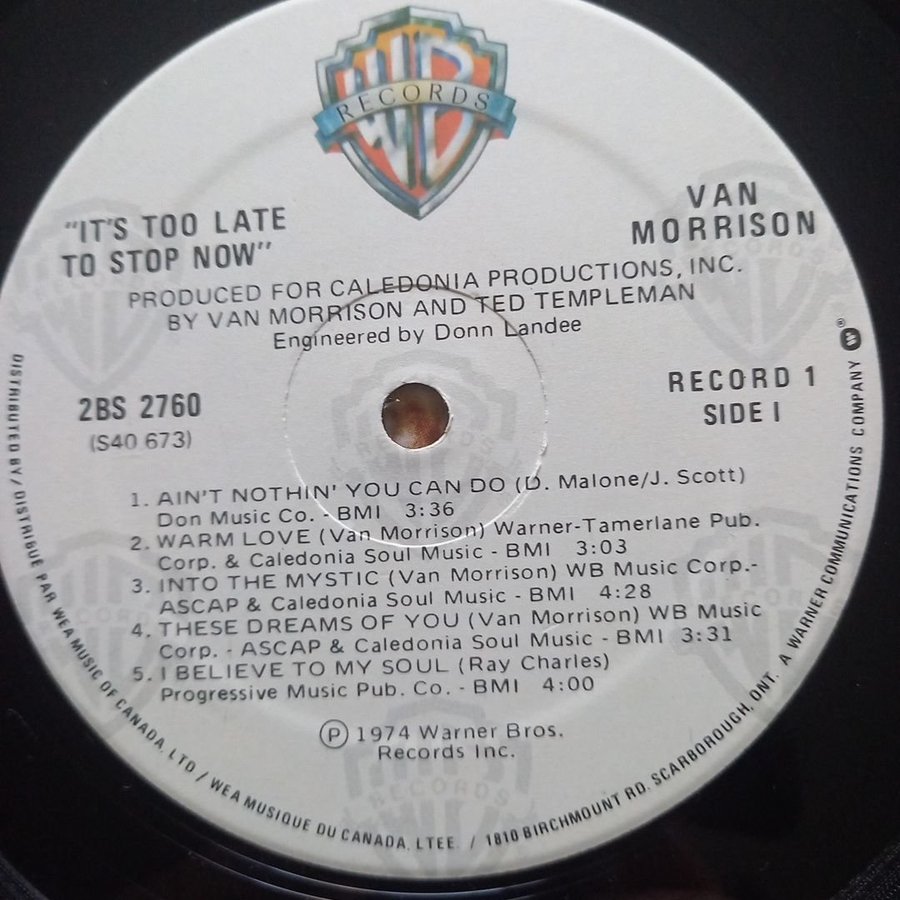 WB
RECORDS
"IT'S TOO LATE
TO STOP NOW"
VAN
MORRISON
PRODUCED FOR CALEDONIA PRODUCTIONS, INC.
BY VAN MORRISON AND TED TEMPLEMAN
Engineered by Donn Landee
2BS 2760
(S40 673)
RECORD 1
SIDE I
1. AIN'T NOTHIN' YOU CAN DO (D. Malone/J. Scott)
Don Music Co. - BMI 3:36
2. WARM LOVE (Van Morrison) Warner-Tamerlane Pub.
Corp. & Caledonia Soul Music - BMI 3:03
3. INTO THE MYSTIC (Van Morrison) WB Music Corp.-
ASCAP & Caledonia Soul Music - BMI 4:28
4. THESE DREAMS OF YOU (Van Morrison) WB Music
Corp. - ASCAP & Caledonia Soul Music - BMI 3:31
5. I BELIEVE TO MY SOUL (Ray Charles)
Progressive Music Pub. Co. - BMI 4:00
Ⓟ 1974 Warner Bros.
Records Inc.
DISTRIBUTED BY / DISTRIBUE PAR WEA MUSIC OF CANADA, LTD / WEA MUSIQUE DU CANADA, LTEE. / 1810 BIRCHMOUNT RD. SCARBOROUGH, ONT. A WARNER COMMUNICATIONS COMPANY ®